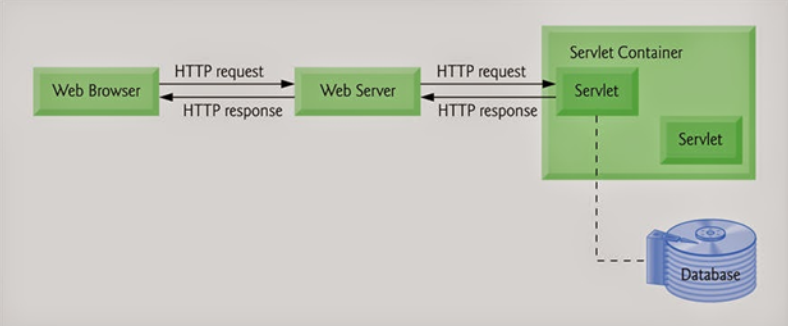 Servlet Container
HTTP request
HTTP request
Web Browser
Web Server
Servlet
HTTP response
HTTP response
Servlet
Database